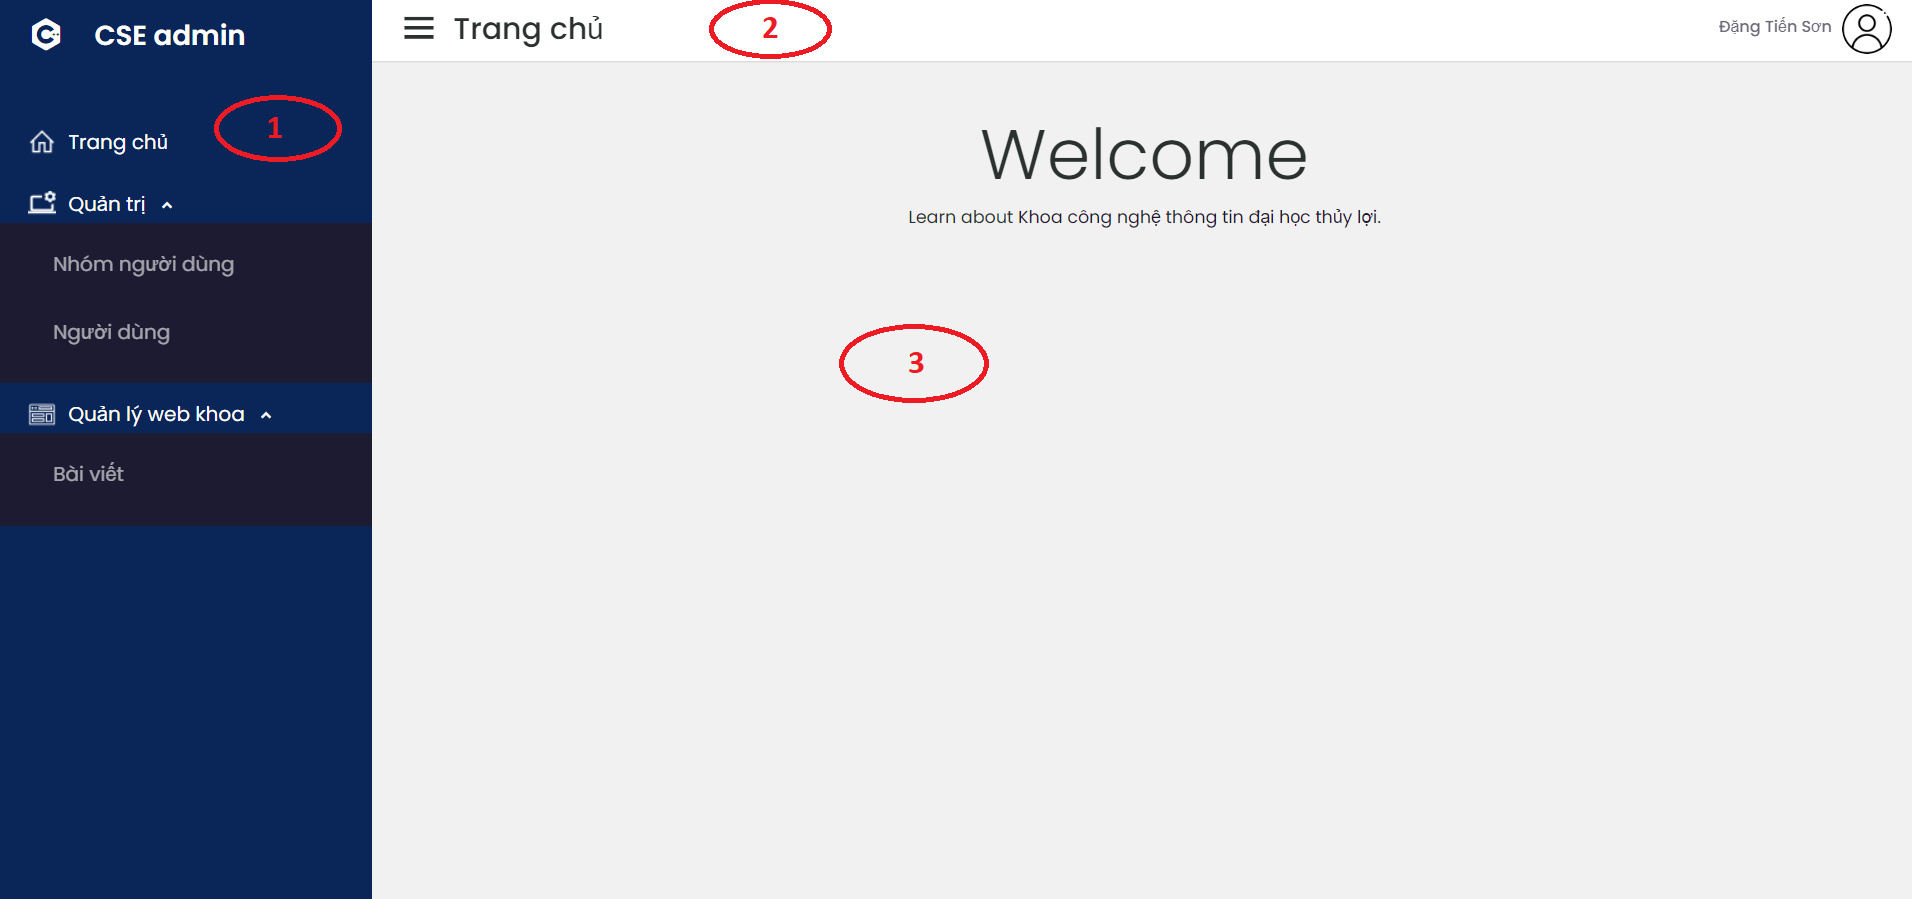 CSE admin
1
Trang chủ
Quản trị
Nhóm người dùng
Người dùng
Quản lý web khoa
Bài viết
Trang chủ
2
Đặng Tiến Sơn
Welcome
Learn about Khoa công nghệ thông tin đại học thủy lợi.
3